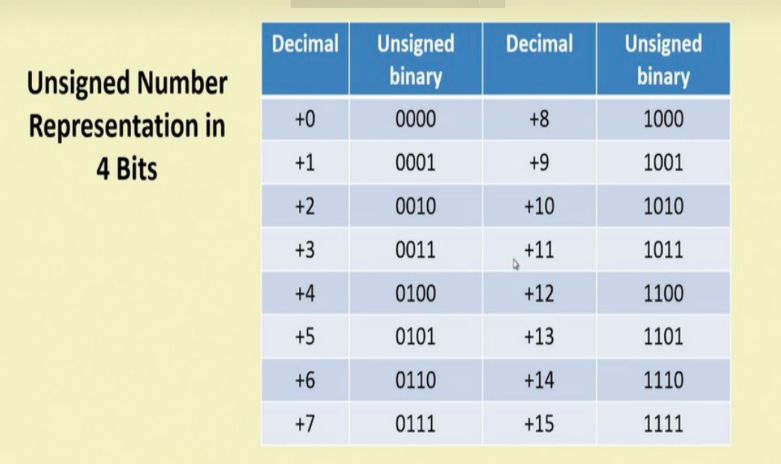 Unsigned Number
Representation in
4 Bits
Decimal Unsigned binary Decimal Unsigned binary
+0 0000 +8 1000
+1 0001 +9 1001
+2 0010 +10 1010
+3 0011 +11 1011
+4 0100 +12 1100
+5 0101 +13 1101
+6 0110 +14 1110
+7 0111 +15 1111